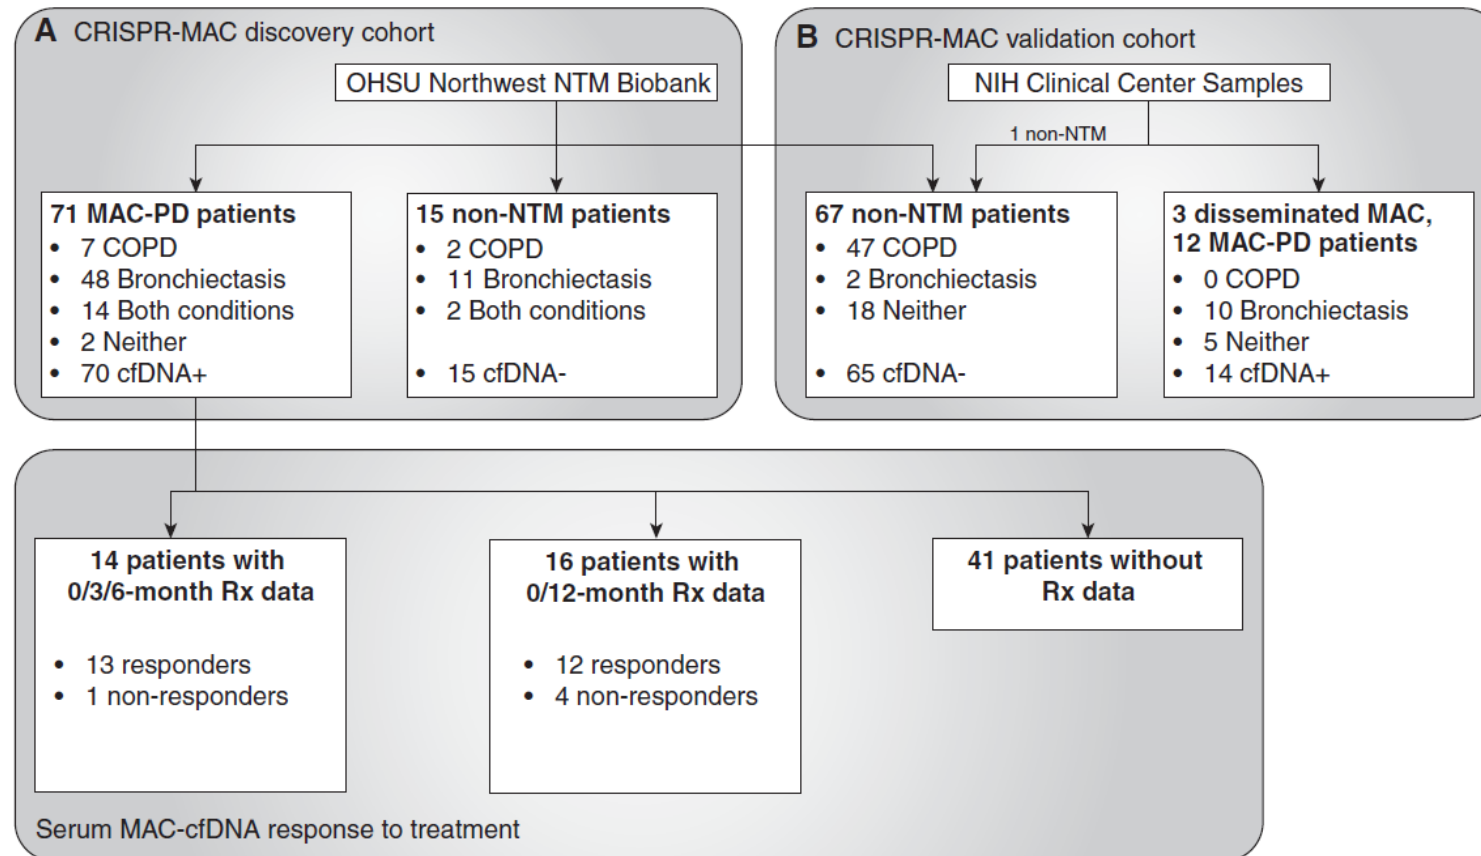 A CRISPR-MAC discovery cohort
OHSU Northwest NTM Biobank
71 MAC-PD patients
• 7 COPD
• 48 Bronchiectasis
• 14 Both conditions
• 2 Neither
• 70 cfDNA+
15 non-NTM patients
• 2 COPD
• 11 Bronchiectasis
• 2 Both conditions
• 15 cfDNA-
B CRISPR-MAC validation cohort
NIH Clinical Center Samples
1 non-NTM
67 non-NTM patients
• 47 COPD
• 2 Bronchiectasis
• 18 Neither
• 65 cfDNA-
3 disseminated MAC,
12 MAC-PD patients
• 0 COPD
• 10 Bronchiectasis
• 5 Neither
• 14 cfDNA+
14 patients with
0/3/6-month Rx data
• 13 responders
• 1 non-responders
16 patients with
0/12-month Rx data
• 12 responders
• 4 non-responders
41 patients without
Rx data
Serum MAC-cfDNA response to treatment